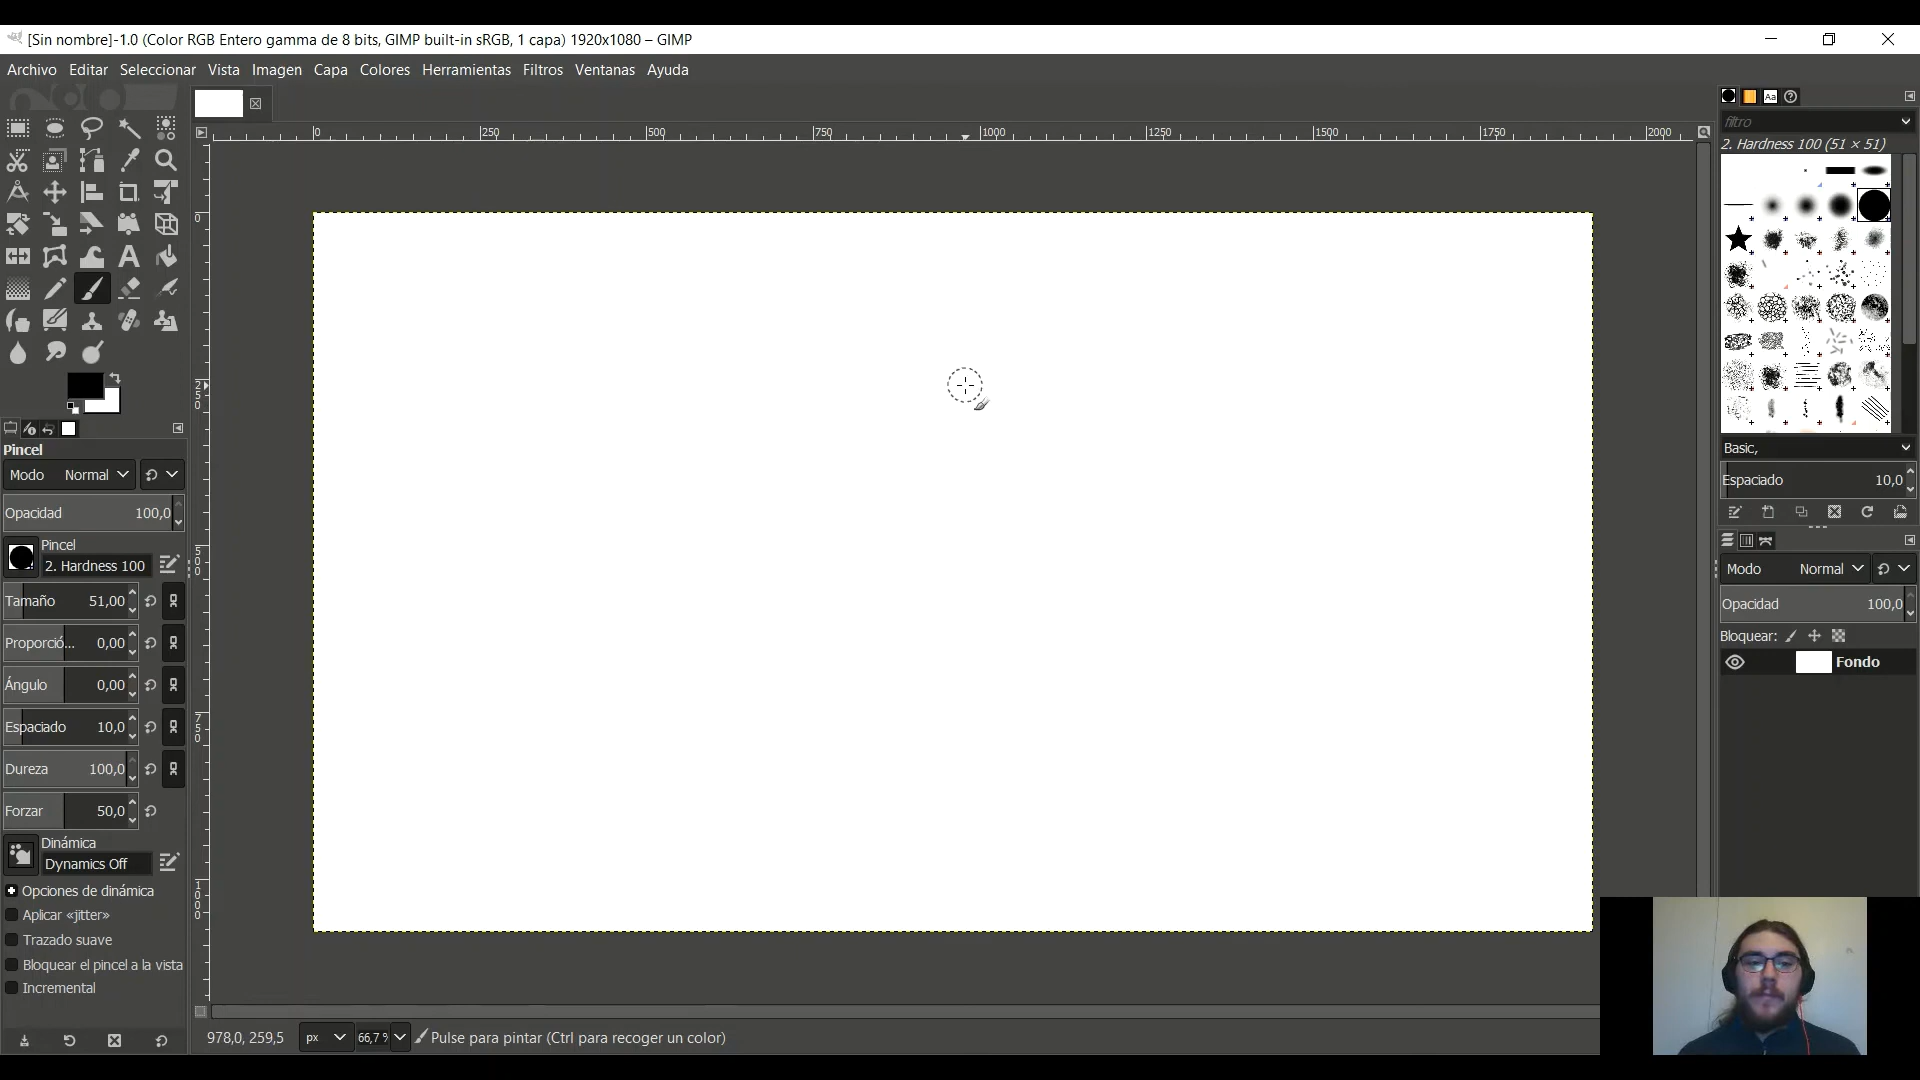 [Sin nombre]-1.0 (Color RGB Entero gamma de 8 bits, GIMP built-in sRGB, 1 capa) 1920x1080 – GIMP
Archivo Editar Seleccionar Vista Imagen Capa Colores Herramientas Filtros Ventanas Ayuda
0 250 500 750 1000 1250 1500 1750 2000
0
250
500
750
1000
Pincel
Modo Normal
Opacidad 100,0
Pincel
2. Hardness 100
Tamaño 51,00
Proporció... 0,00
Ángulo 0,00
Espaciado 10,0
Dureza 100,0
Forzar 50,0
Dinámica
Dynamics Off
Opciones de dinámica
Aplicar «jitter»
Trazado suave
Bloquear el pincel a la vista
Incremental
978,0, 259,5 px 66,7 % Pulse para pintar (Ctrl para recoger un color)
Aa
filtro
2. Hardness 100 (51 × 51)
Basic,
Espaciado 10,0
Modo Normal
Opacidad 100,0
Bloquear:
Fondo